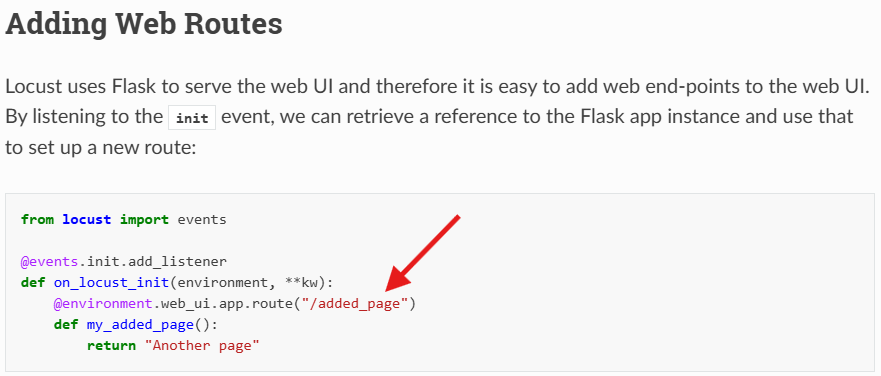 Adding Web Routes
Locust uses Flask to serve the web UI and therefore it is easy to add web end-points to the web UI.
By listening to the init event, we can retrieve a reference to the Flask app instance and use that
to set up a new route:
from locust import events
@events.init.add_listener
def on_locust_init(environment, **kw):
    @environment.web_ui.app.route("/added_page")
    def my_added_page():
        return "Another page"